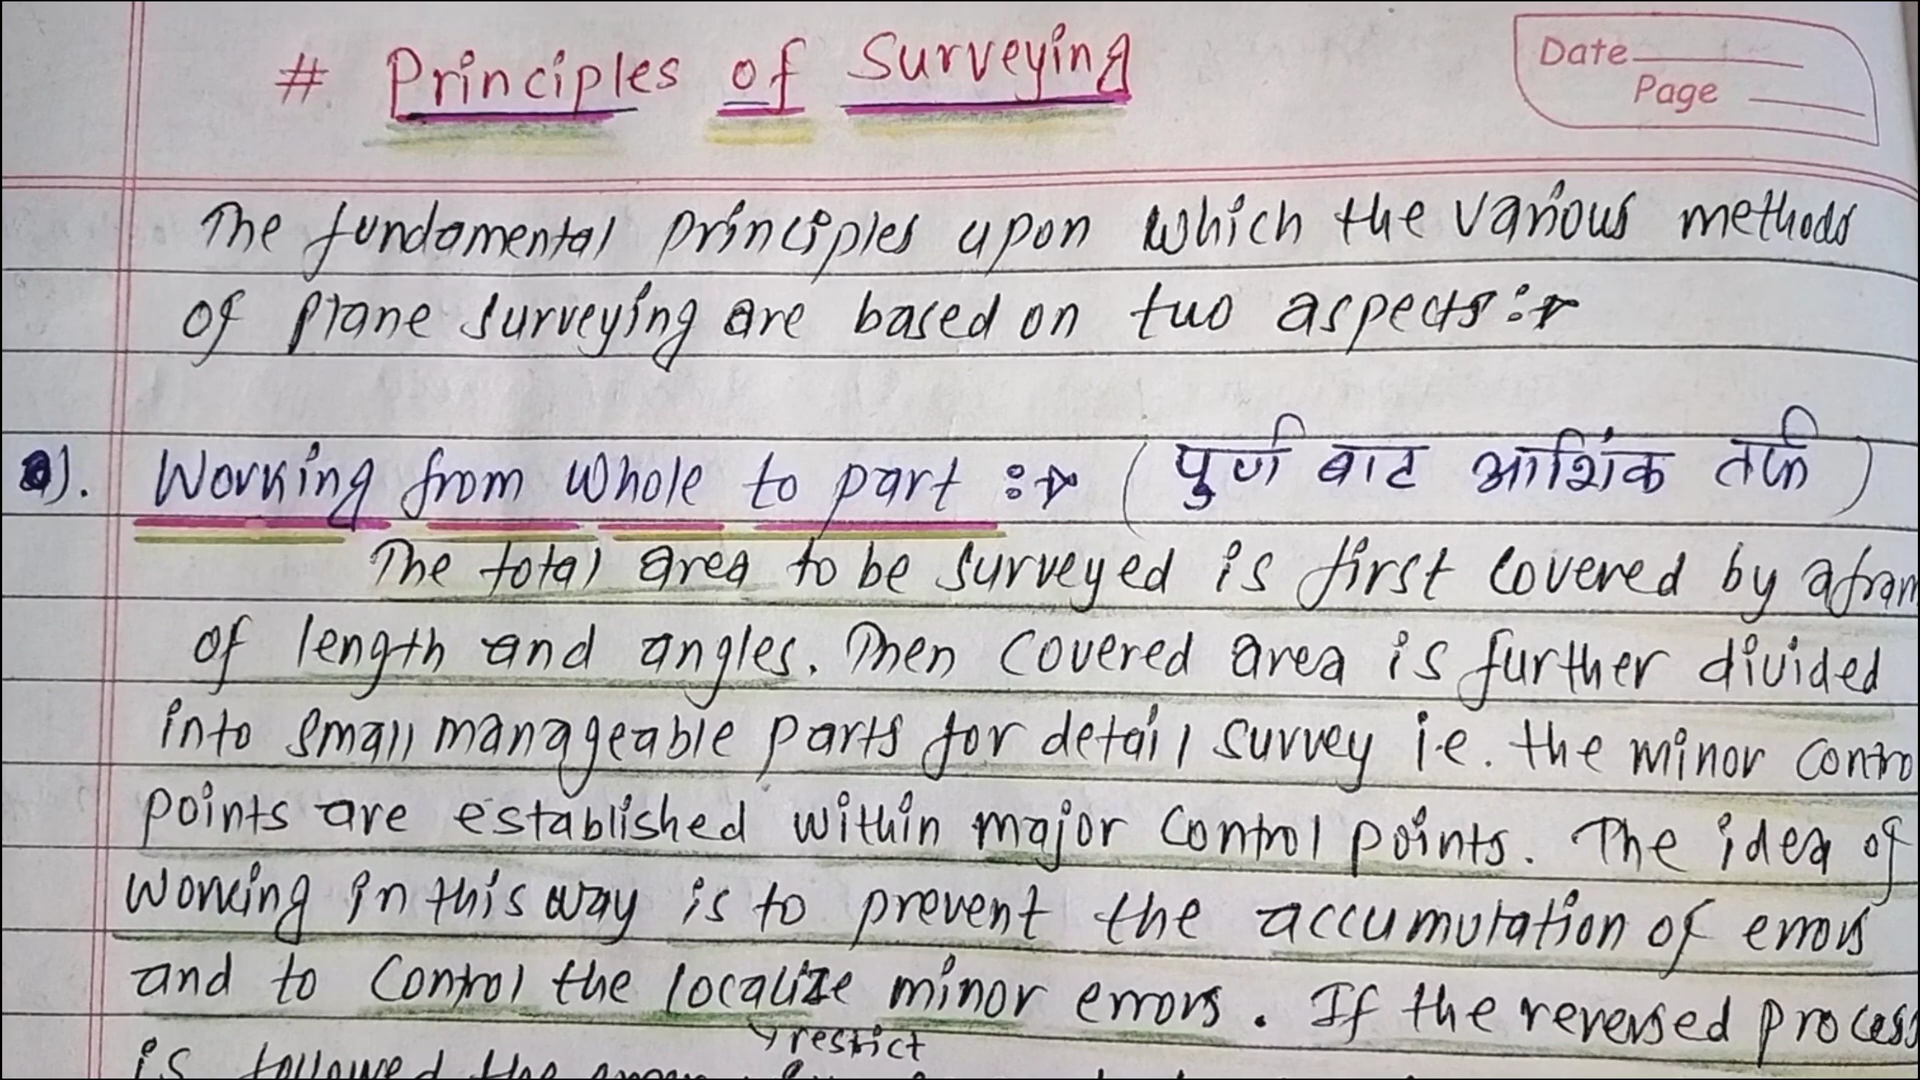 # Principles of Surveying
Date
Page
The fundamental principles upon which the various methods
of plane surveying are based on two aspects:-
a). Working from whole to part :- (पुर्ण बाट आशिंक तर्फ)
The total area to be surveyed is first covered by a fram
of length and angles. Then covered area is further divided
into small manageable parts for detail survey i.e. the minor contro
points are established within major control points. The idea of
working in this way is to prevent the accumulation of errors
and to control the localize minor errors. If the reversed process
restrict
is followed the